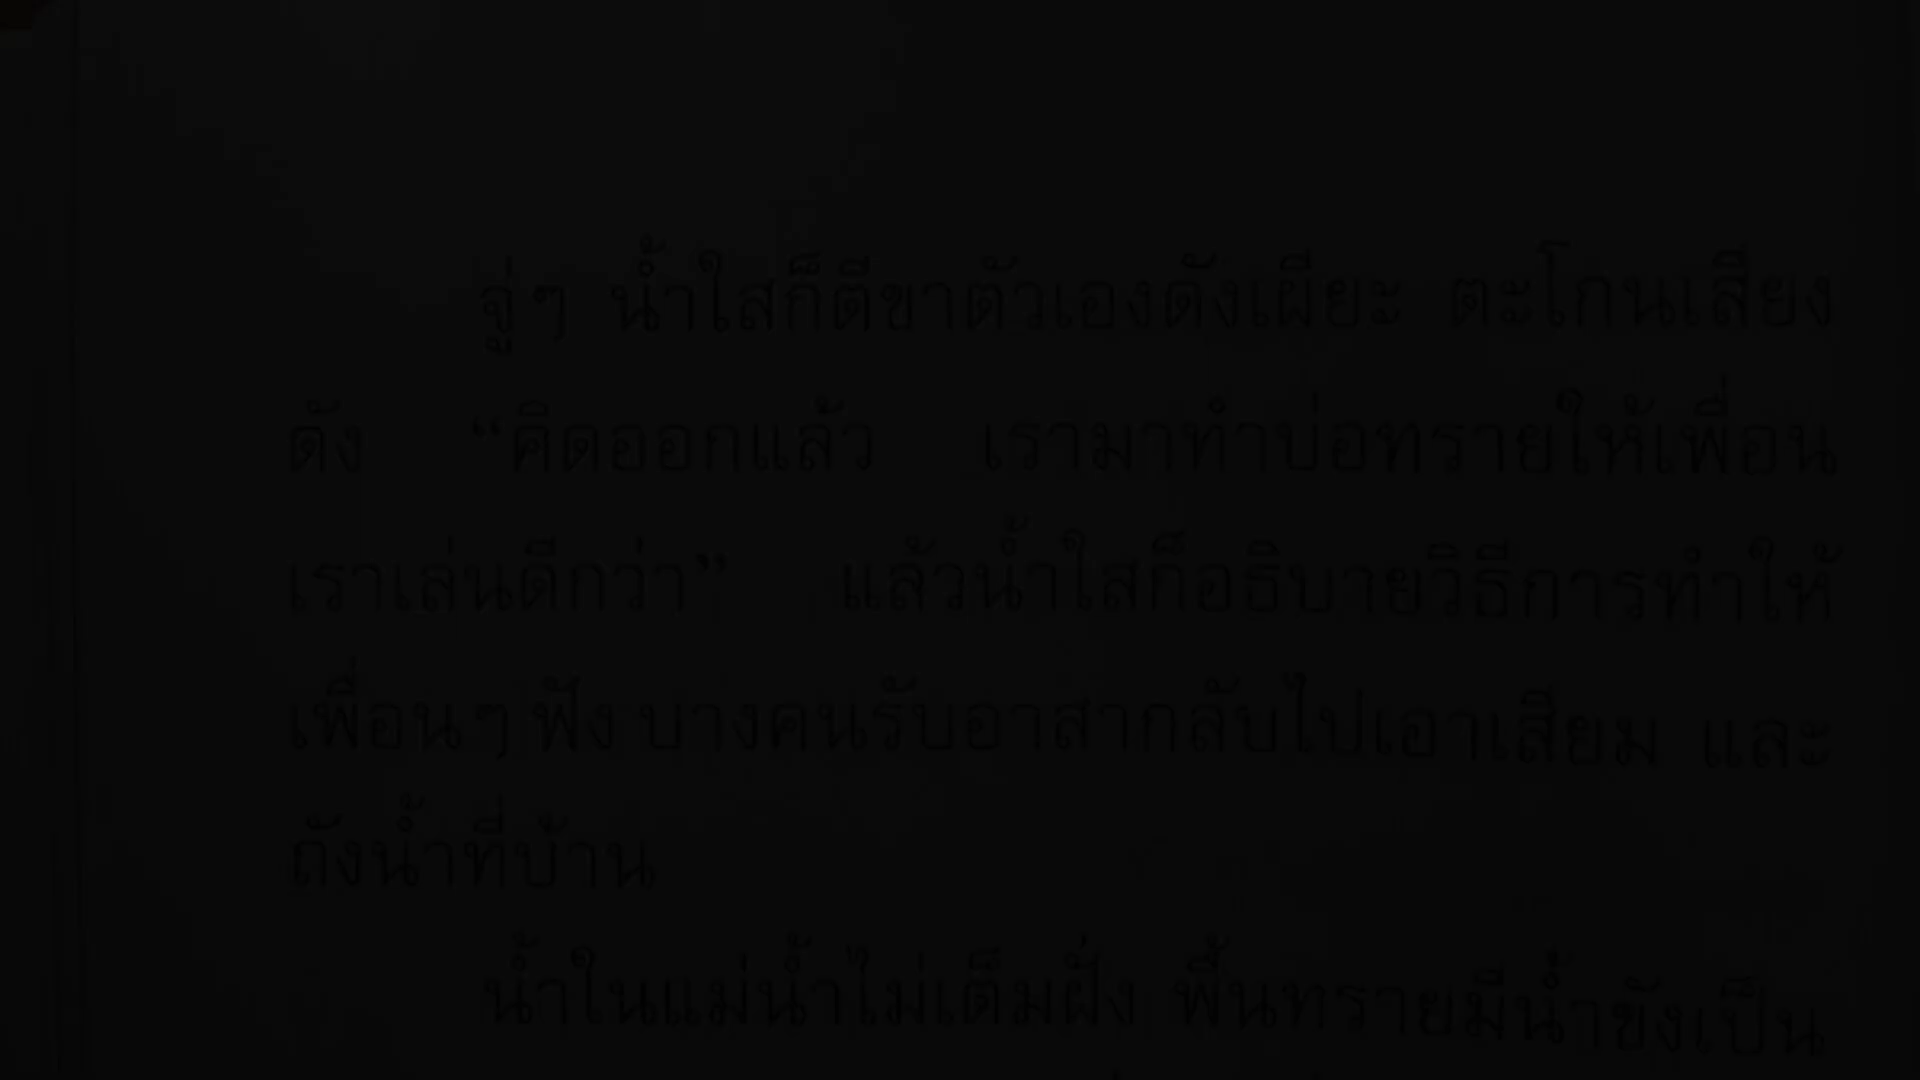 จู่ๆ น้ำใสก็ตีขาตัวเองดังเผียะ ตะโกนเสียง
ดัง “คิดออกแล้ว เรามาทำบ่อทรายให้เพื่อน
เราเล่นดีกว่า” แล้วน้ำใสก็อธิบายวิธีการทำให้
เพื่อนๆ ฟัง บางคนรับอาสากลับไปเอาเสียม และ
ถังน้ำที่บ้าน
น้ำในแม่น้ำไม่เต็มฝั่ง พื้นทรายมีน้ำขังเป็น